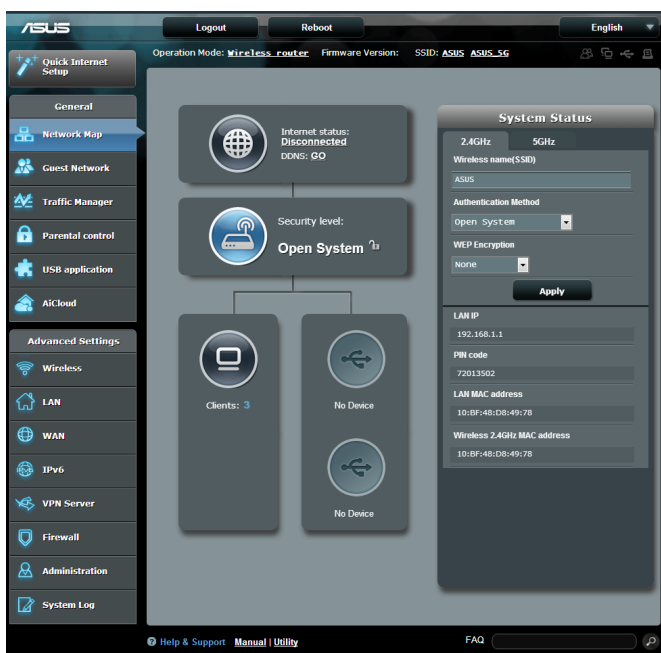 ASUS
Logout
Reboot
English
Quick Internet
Setup
Operation Mode: Wireless router Firmware Version: SSID: ASUS ASUS_5G
General
Network Map
Guest Network
Traffic Manager
Parental control
USB application
AiCloud
Advanced Settings
Wireless
LAN
WAN
IPv6
VPN Server
Firewall
Administration
System Log
Internet status:
Disconnected
DDNS: GO
Security level:
Open System
Clients: 3
No Device
No Device
System Status
2.4GHz
5GHz
Wireless name(SSID)
ASUS
Authentication Method
Open System
WEP Encryption
None
Apply
LAN IP
192.168.1.1
PIN code
72013502
LAN MAC address
10:BF:48:D8:49:78
Wireless 2.4GHz MAC address
10:BF:48:D8:49:78
Help & Support Manual | Utility
FAQ